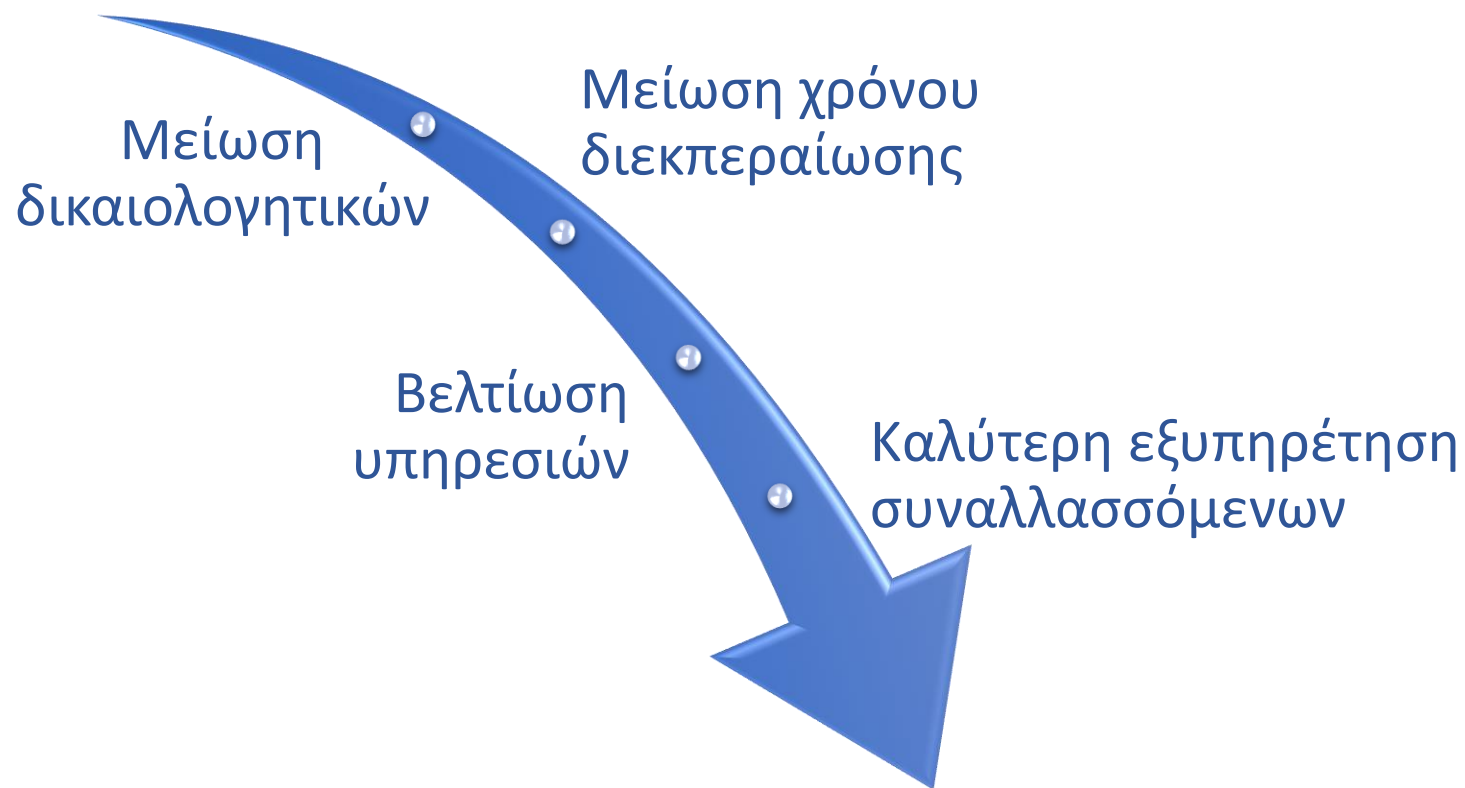 Μείωση
δικαιολογητικών
Μείωση χρόνου
διεκπεραίωσης
Βελτίωση
υπηρεσιών
Καλύτερη εξυπηρέτηση
συναλλασσόμενων